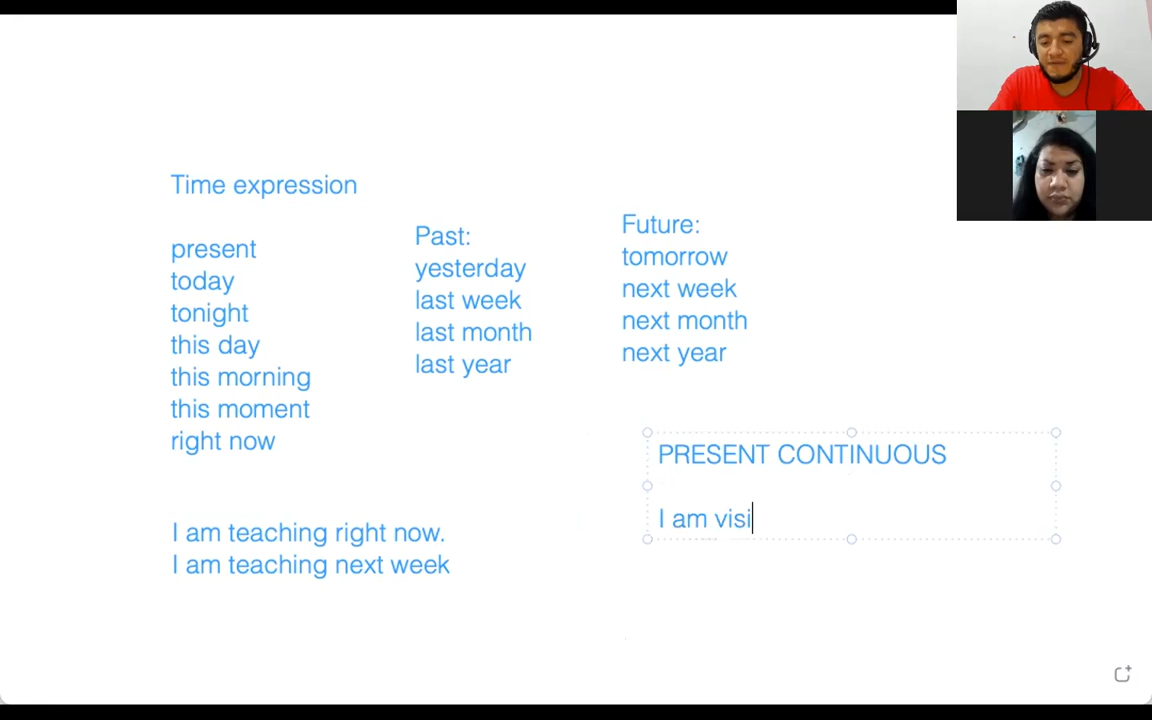 Time expression
present
today
tonight
this day
this morning
this moment
right now
Past:
yesterday
last week
last month
last year
Future:
tomorrow
next week
next month
next year
PRESENT CONTINUOUS
I am visi
I am teaching right now.
I am teaching next week